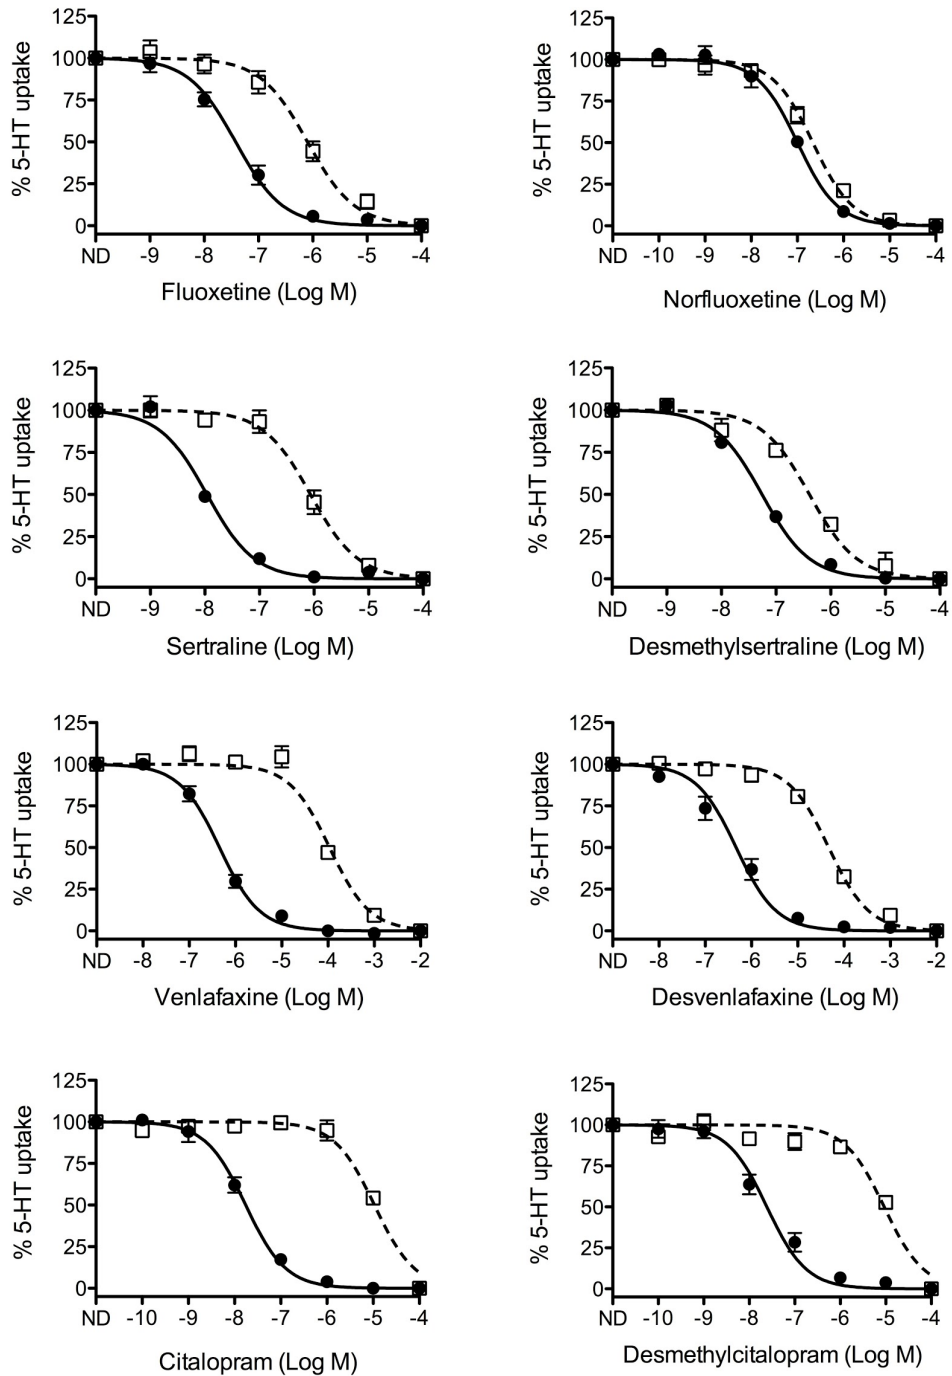 125
100
75
50
25
0
% 5-HT uptake
ND -9 -8 -7 -6 -5 -4
Fluoxetine (Log M)
125
100
75
50
25
0
% 5-HT uptake
ND -10 -9 -8 -7 -6 -5 -4
Norfluoxetine (Log M)
125
100
75
50
25
0
% 5-HT uptake
ND -9 -8 -7 -6 -5 -4
Sertraline (Log M)
125
100
75
50
25
0
% 5-HT uptake
ND -9 -8 -7 -6 -5 -4
Desmethylsertraline (Log M)
125
100
75
50
25
0
% 5-HT uptake
ND -8 -7 -6 -5 -4 -3 -2
Venlafaxine (Log M)
125
100
75
50
25
0
% 5-HT uptake
ND -8 -7 -6 -5 -4 -3 -2
Desvenlafaxine (Log M)
125
100
75
50
25
0
% 5-HT uptake
ND -10 -9 -8 -7 -6 -5 -4
Citalopram (Log M)
125
100
75
50
25
0
% 5-HT uptake
ND -10 -9 -8 -7 -6 -5 -4
Desmethylcitalopram (Log M)